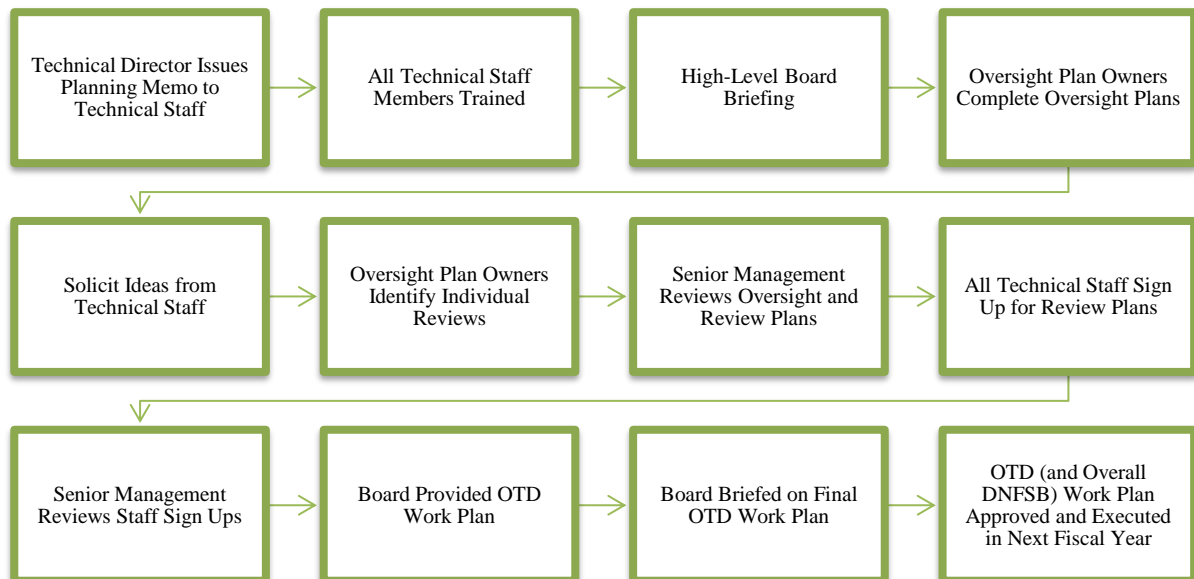 Technical Director Issues
Planning Memo to
Technical Staff
All Technical Staff
Members Trained
High-Level Board
Briefing
Oversight Plan Owners
Complete Oversight Plans
Solicit Ideas from
Technical Staff
Oversight Plan Owners
Identify Individual
Reviews
Senior Management
Reviews Oversight and
Review Plans
All Technical Staff Sign
Up for Review Plans
Senior Management
Reviews Staff Sign Ups
Board Provided OTD
Work Plan
Board Briefed on Final
OTD Work Plan
OTD (and Overall
DNFSB) Work Plan
Approved and Executed
in Next Fiscal Year